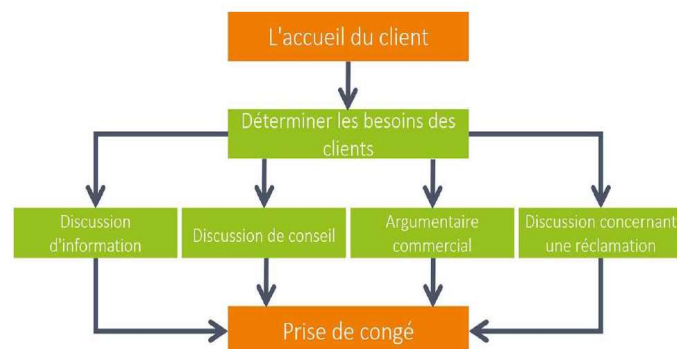 L'accueil du client
Déterminer les besoins des
clients
Discussion
d'information
Discussion de conseil
Argumentaire
commercial
Discussion concernant
une réclamation
Prise de congé